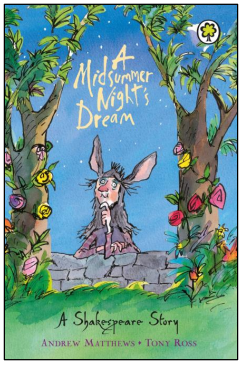 A
Midsummer
Night's
Dream
A Shakespeare Story
ANDREW MATTHEWS • TONY ROSS